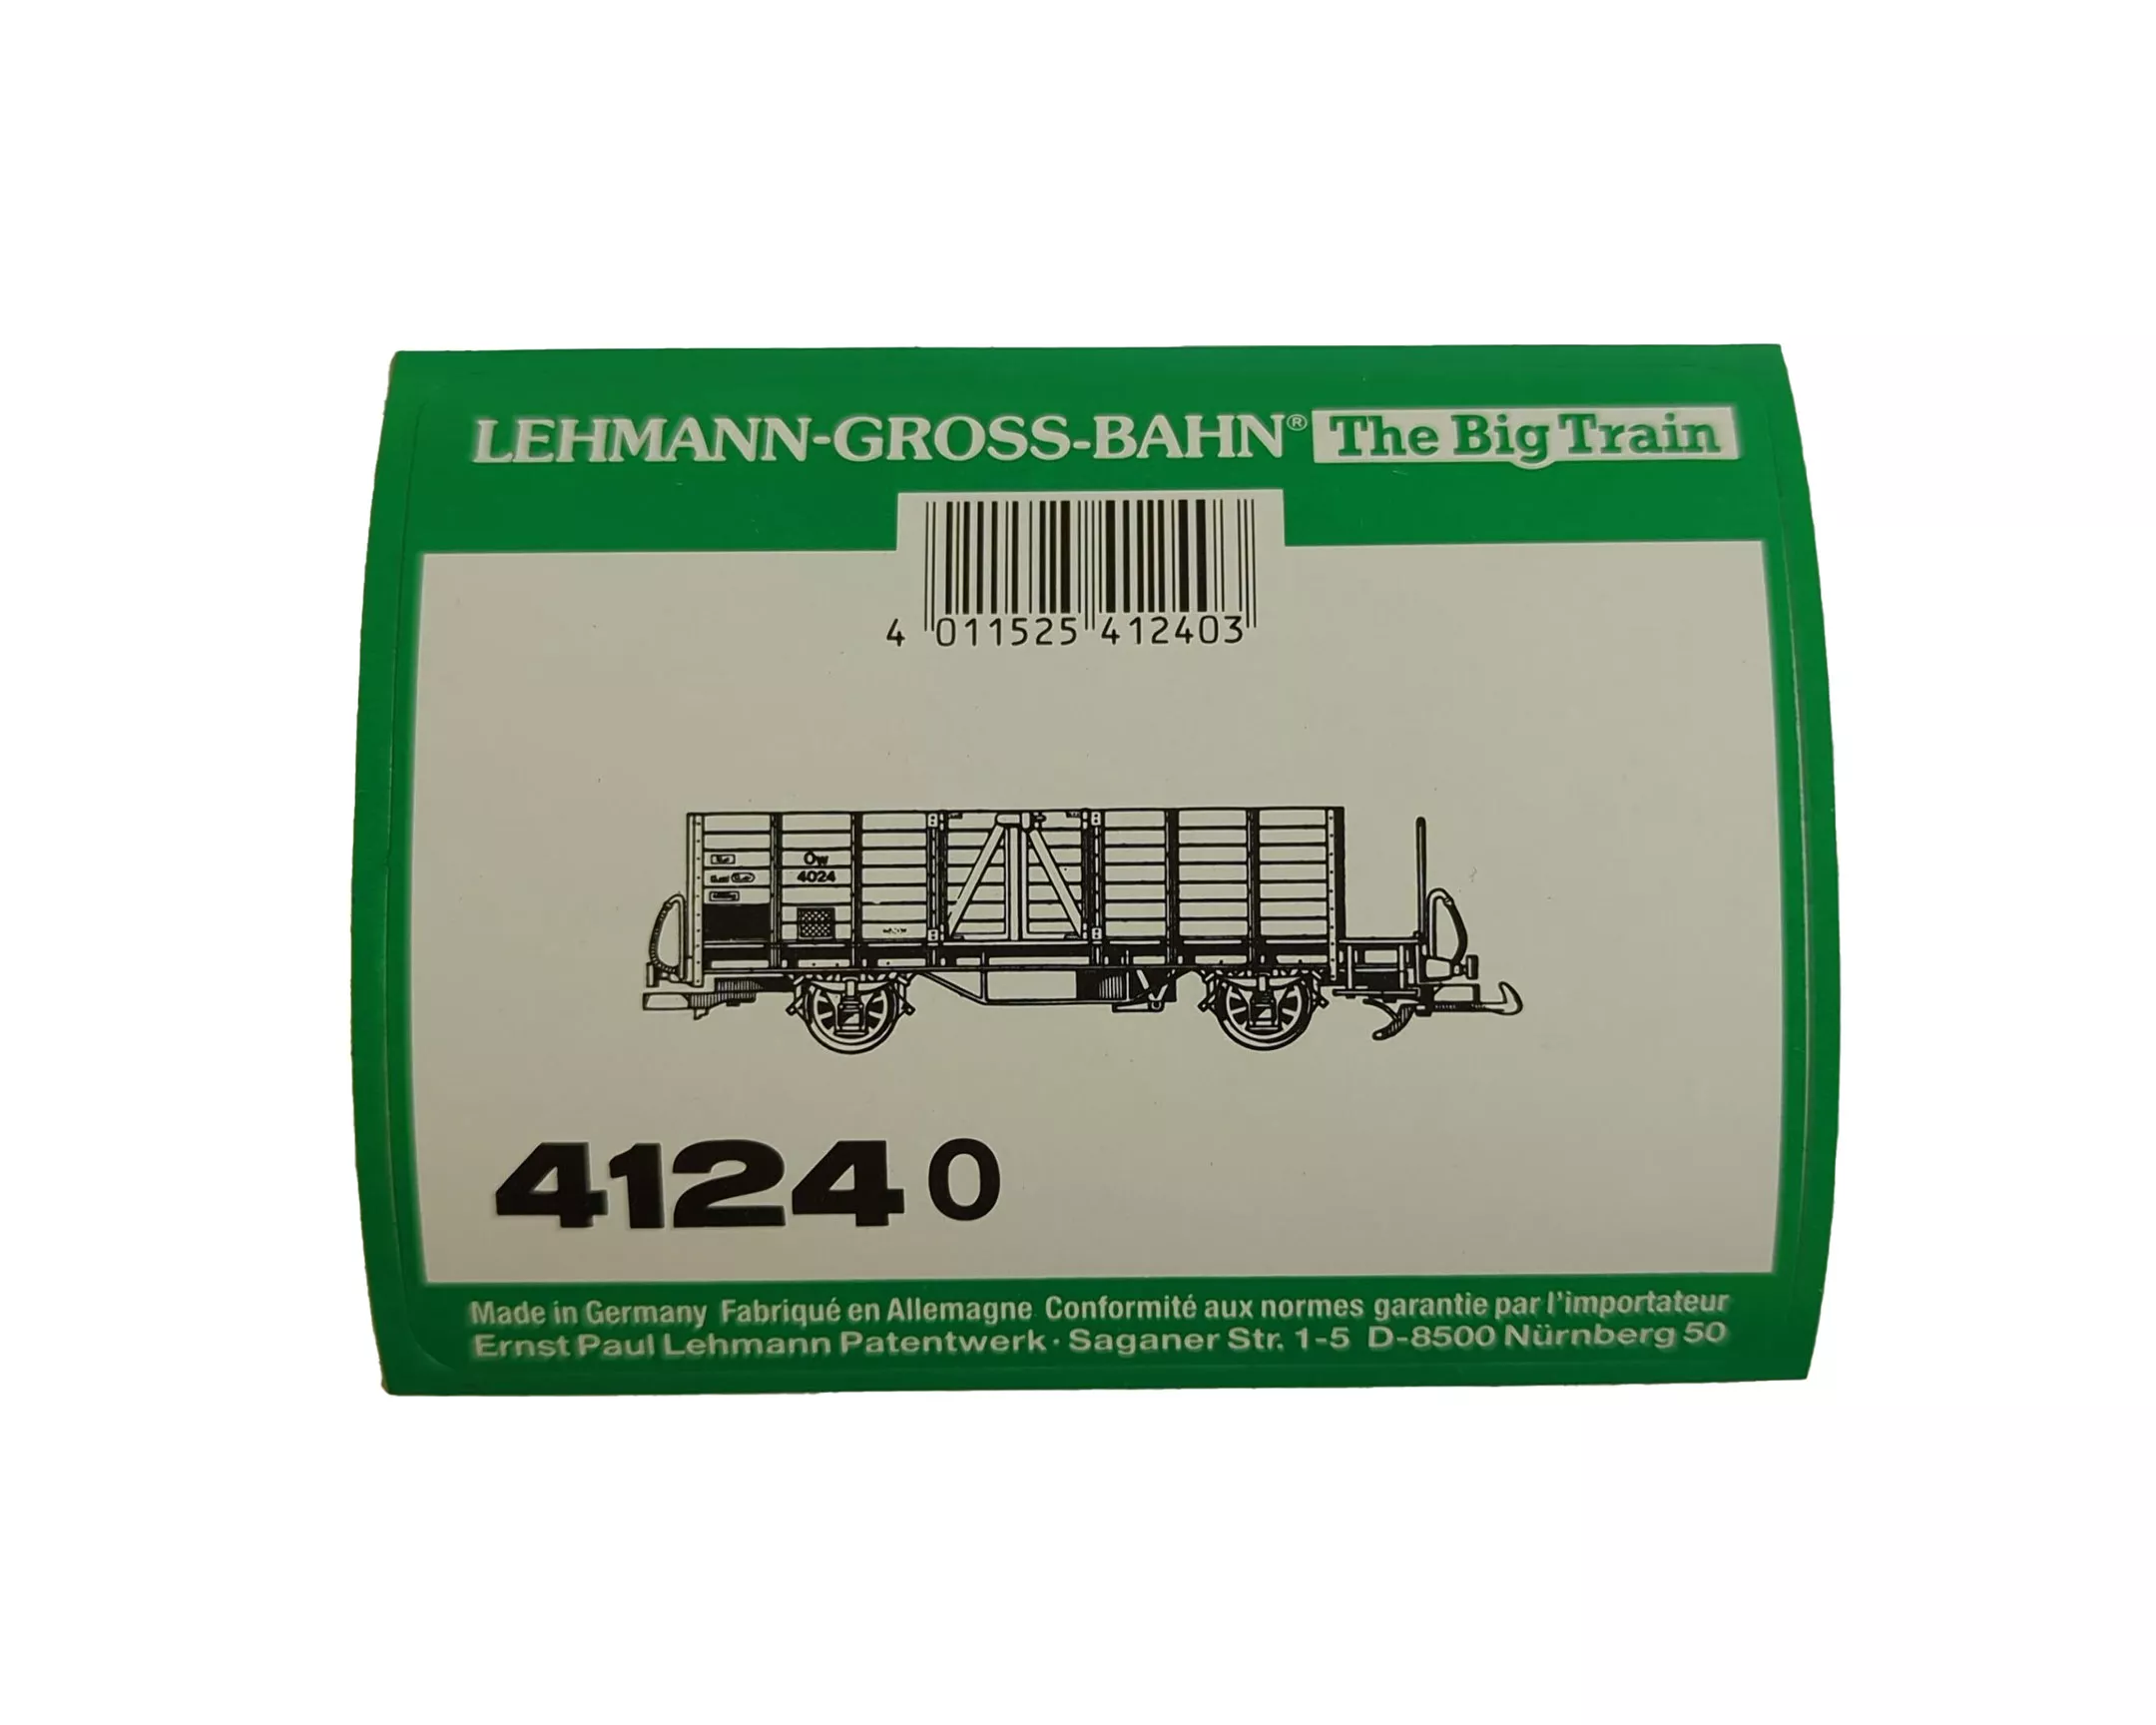 LEHMANN-GROSS-BAHN® The Big Train
4 011525 412403
Ow
4024
4124 0
Made in Germany Fabriqué en Allemagne Conformité aux normes garantie par l'importateur
Ernst Paul Lehmann Patentwerk · Saganer Str. 1-5 D-8500 Nürnberg 50